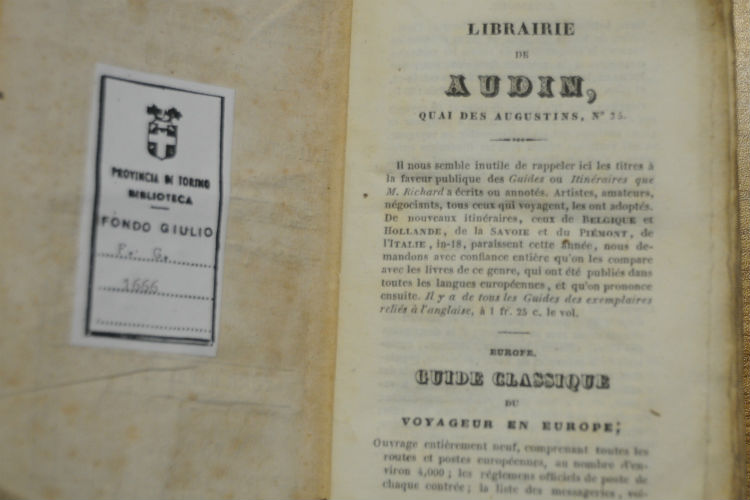 PROVINCIA DI TORINO
BIBLIOTECA
FONDO GIULIO
F. G.
1666
LIBRAIRIE
DE
AUDIN,
QUAI DES AUGUSTINS, N° 25.
Il nous semble inutile de rappeler ici les titres à
la faveur publique des Guides ou Itinéraires que
M. Richard a écrits ou annotés. Artistes, amateurs,
négocians, tous ceux qui voyagent, les ont adoptés.
De nouveaux itinéraires, ceux de BELGIQUE et
HOLLANDE, de la SAVOIE et du PIÉMONT, de
l'ITALIE, in-18, paraissent cette année, nous de-
mandons avec confiance entière qu'on les compare
avec les livres de ce genre, qui ont été publiés dans
toutes les langues européennes, et qu'on prononce
ensuite. Il y a de tous les Guides des exemplaires
reliés à l'anglaise, à 1 fr. 25 c. le vol.
EUROPE.
GUIDE CLASSIQUE
DU
VOYAGEUR EN EUROPE;
Ouvrage entièrement neuf, comprenant toutes les
routes et postes européennes, au nombre d'en-
viron 4,000; les réglemens officiels de poste de
chaque contrée; la liste des messageries, voi-